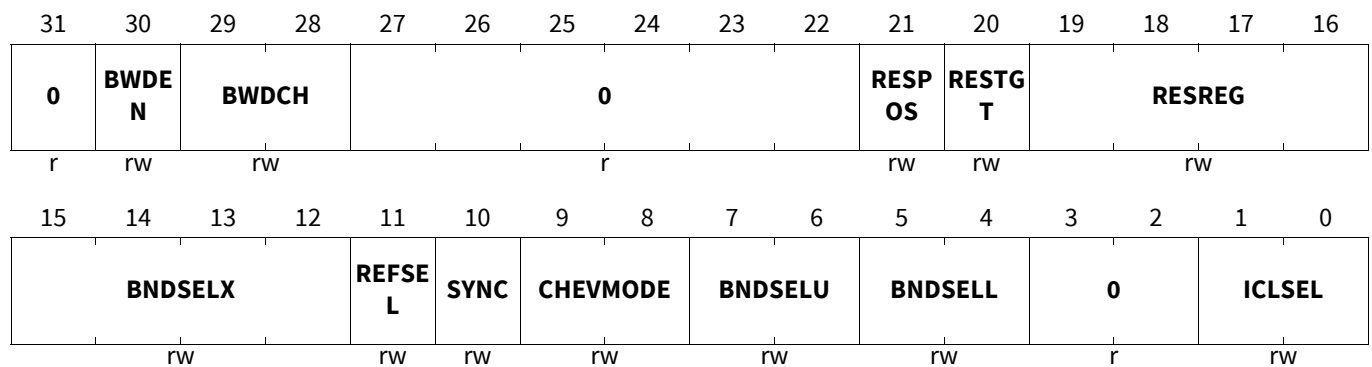 31 30 29 28 27 26 25 24 23 22 21 20 19 18 17 16
0 BWDE BWDCH 0 RESP RESTG RESREG
N OS T
r rw rw r rw rw rw
15 14 13 12 11 10 9 8 7 6 5 4 3 2 1 0
BNDSELX REFSE SYNC CHEVMODE BNDSELU BNDSELL 0 ICLSEL
L
rw rw rw rw rw rw r rw